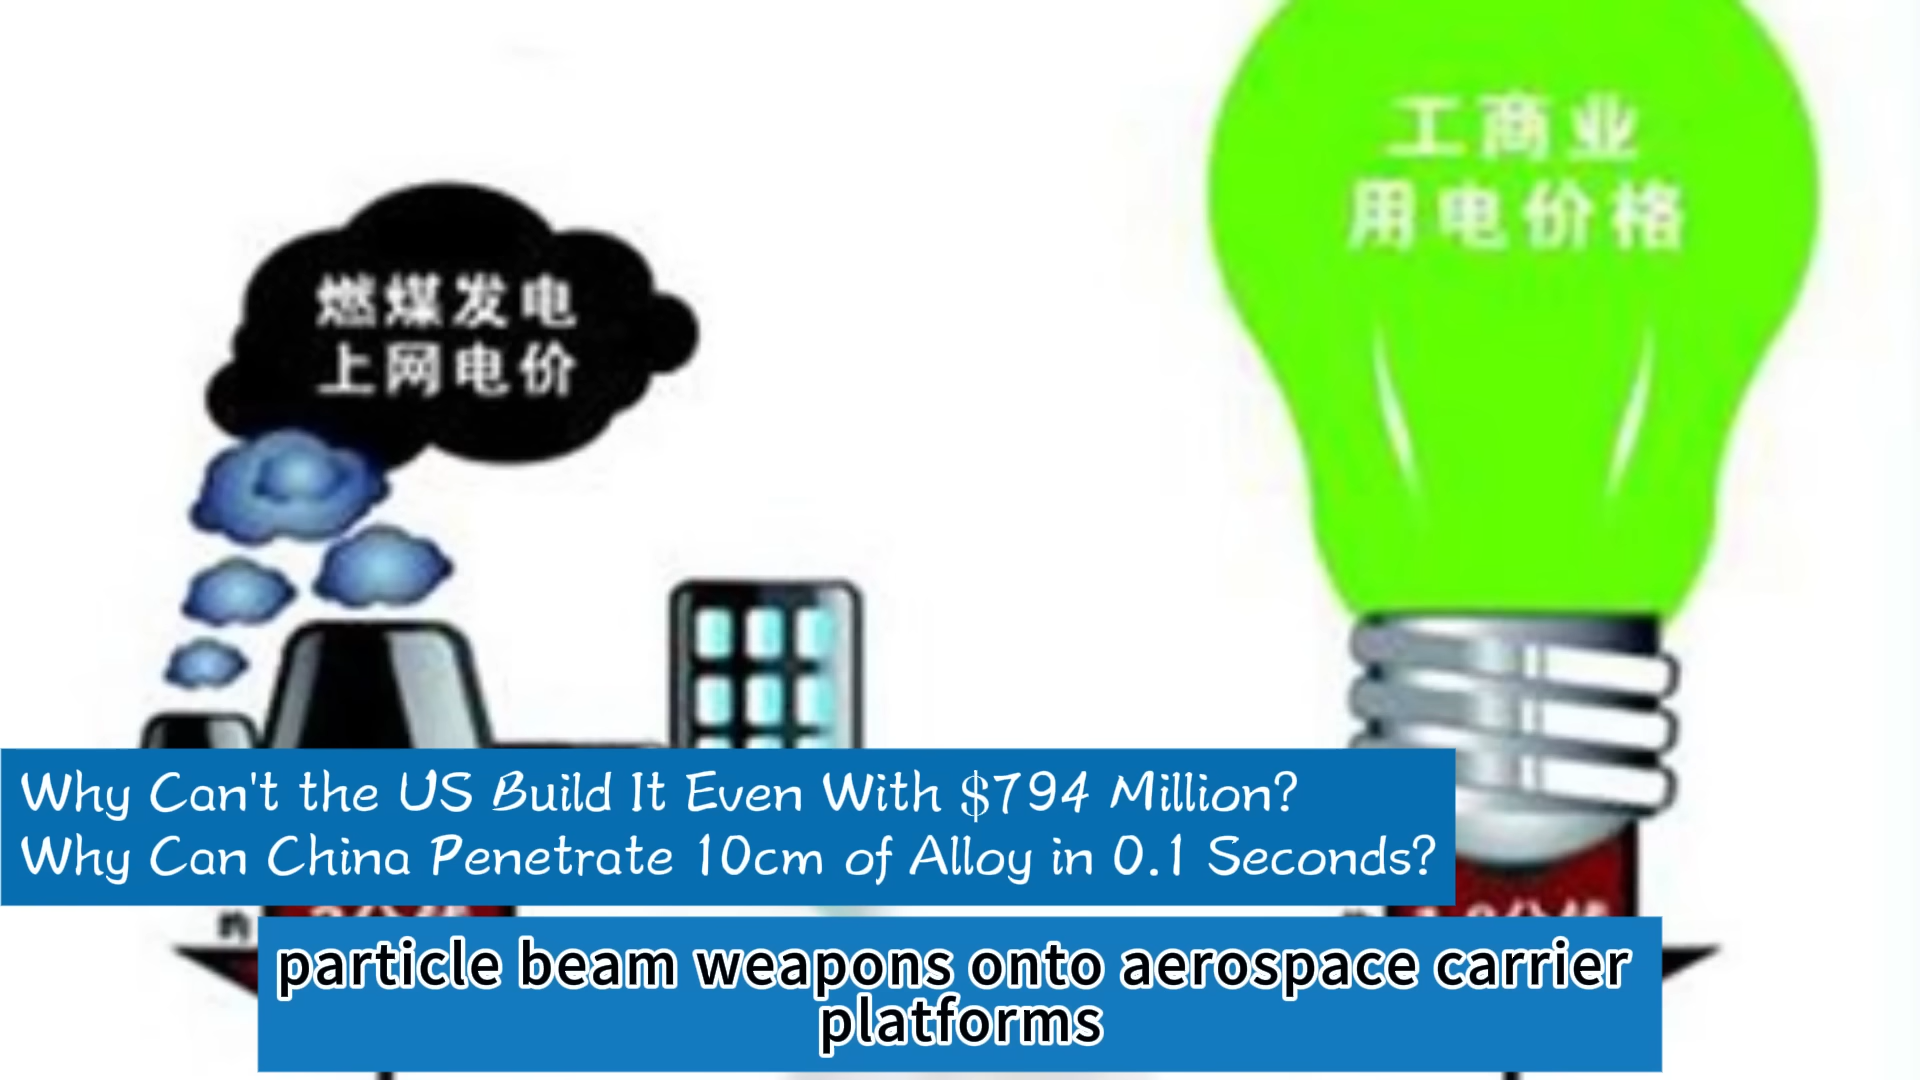 工商业
用电价格
燃煤发电
上网电价
Why Can't the US Build It Even With $794 Million?
Why Can China Penetrate 10cm of Alloy in 0.1 Seconds?
particle beam weapons onto aerospace carrier
platforms